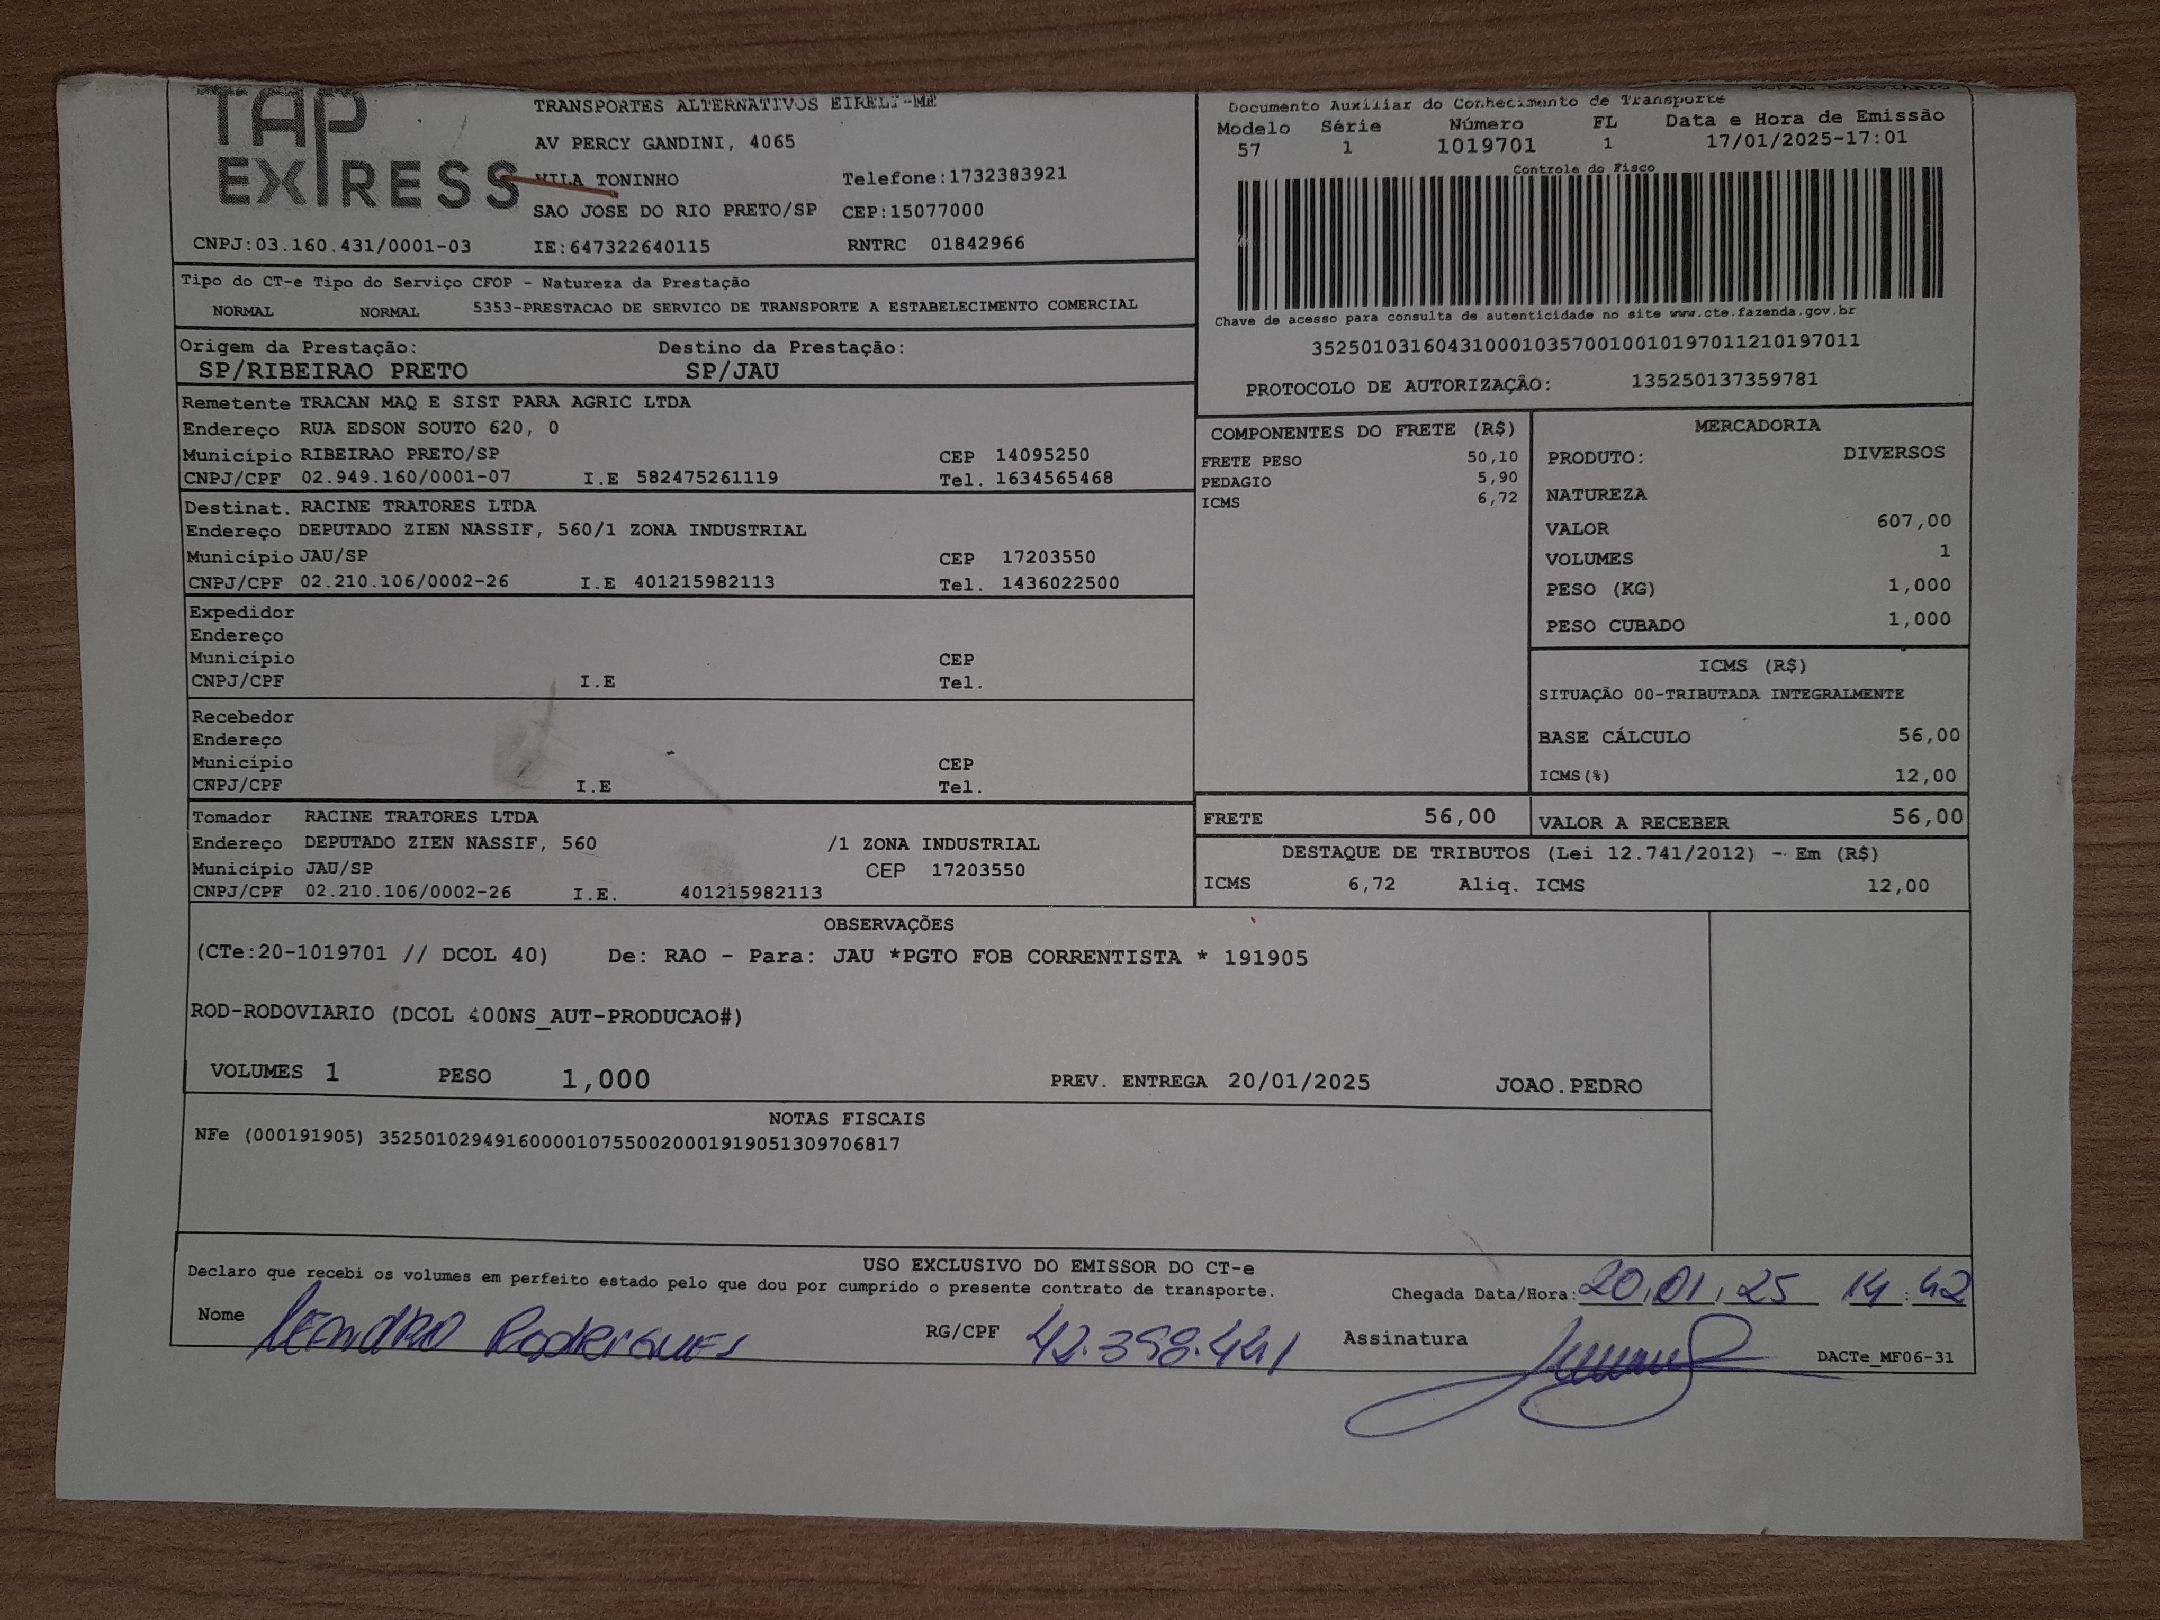 TAP EXPRESS
TRANSPORTES ALTERNATIVOS EIRELI-ME
AV PERCY GANDINI, 4065
VILA TONINHO Telefone:1732383921
SAO JOSE DO RIO PRETO/SP CEP:15077000
CNPJ:03.160.431/0001-03 IE:647322640115 RNTRC 01842966
Documento Auxiliar do Conhecimento de Transporte
Modelo Série Número FL Data e Hora de Emissão
57 1 1019701 1 17/01/2025-17:01
Controle do Fisco
Chave de acesso para consulta de autenticidade no site www.cte.fazenda.gov.br
35250103160431000103570010010197011210197011
PROTOCOLO DE AUTORIZAÇÃO: 135250137359781
Tipo do CT-e Tipo do Serviço CFOP - Natureza da Prestação
NORMAL NORMAL 5353-PRESTACAO DE SERVICO DE TRANSPORTE A ESTABELECIMENTO COMERCIAL
Origem da Prestação: Destino da Prestação:
SP/RIBEIRAO PRETO SP/JAU
Remetente TRACAN MAQ E SIST PARA AGRIC LTDA
Endereço RUA EDSON SOUTO 620, 0
Município RIBEIRAO PRETO/SP CEP 14095250
CNPJ/CPF 02.949.160/0001-07 I.E 582475261119 Tel. 1634565468
Destinat. RACINE TRATORES LTDA
Endereço DEPUTADO ZIEN NASSIF, 560/1 ZONA INDUSTRIAL
Município JAU/SP CEP 17203550
CNPJ/CPF 02.210.106/0002-26 I.E 401215982113 Tel. 1436022500
Expedidor
Endereço
Município CEP
CNPJ/CPF I.E Tel.
Recebedor
Endereço
Município CEP
CNPJ/CPF I.E Tel.
Tomador RACINE TRATORES LTDA
Endereço DEPUTADO ZIEN NASSIF, 560 /1 ZONA INDUSTRIAL
Município JAU/SP CEP 17203550
CNPJ/CPF 02.210.106/0002-26 I.E. 401215982113
COMPONENTES DO FRETE (R$)
FRETE PESO 50,10
PEDAGIO 5,90
ICMS 6,72
MERCADORIA
PRODUTO: DIVERSOS
NATUREZA
VALOR 607,00
VOLUMES 1
PESO (KG) 1,000
PESO CUBADO 1,000
ICMS (R$)
SITUAÇÃO 00-TRIBUTADA INTEGRALMENTE
BASE CÁLCULO 56,00
ICMS(%) 12,00
FRETE 56,00 VALOR A RECEBER 56,00
DESTAQUE DE TRIBUTOS (Lei 12.741/2012) - Em (R$)
ICMS 6,72 Aliq. ICMS 12,00
OBSERVAÇÕES
(CTe:20-1019701 // DCOL 40) De: RAO - Para: JAU *PGTO FOB CORRENTISTA * 191905
ROD-RODOVIARIO (DCOL 400NS_AUT-PRODUCAO#)
VOLUMES 1 PESO 1,000 PREV. ENTREGA 20/01/2025 JOAO.PEDRO
NOTAS FISCAIS
NFe (000191905) 35250102949160000107550020001919051309706817
USO EXCLUSIVO DO EMISSOR DO CT-e
Declaro que recebi os volumes em perfeito estado pelo que dou por cumprido o presente contrato de transporte.
Chegada Data/Hora: 20.01.25 14:42
Nome LEANDRO RODRIGUES RG/CPF 42.398.441 Assinatura
DACTe_MF06-31